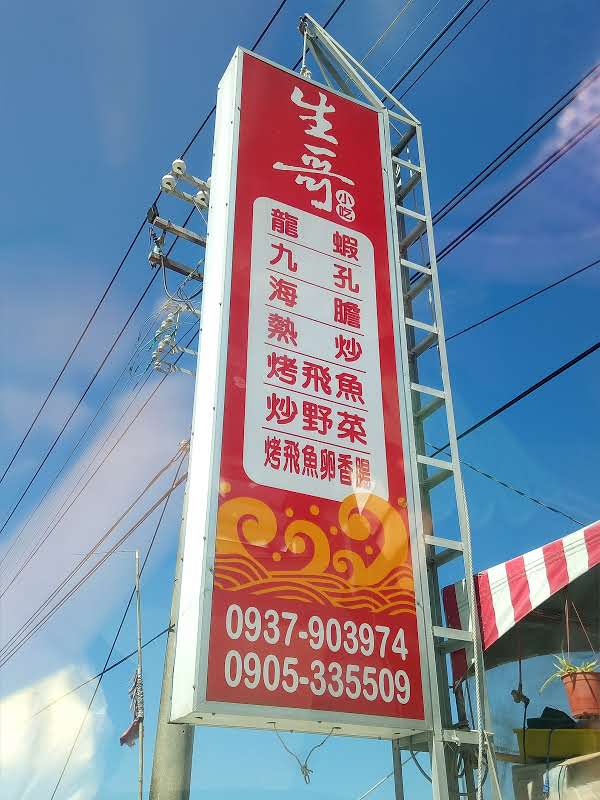 生哥
小吃
龍蝦
九孔
海膽
熱炒
烤飛魚
炒野菜
烤飛魚卵香腸
0937-903974
0905-335509